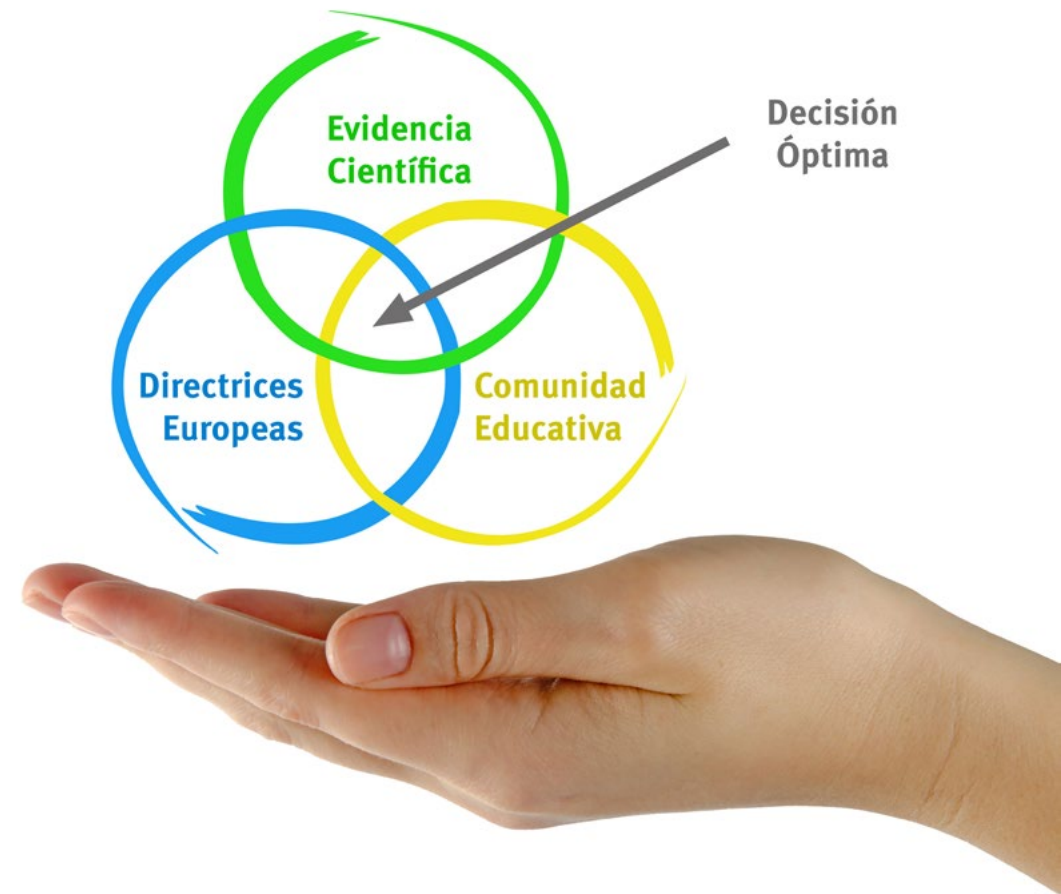 Evidencia
Científica
Decisión
Óptima
Directrices
Europeas
Comunidad
Educativa